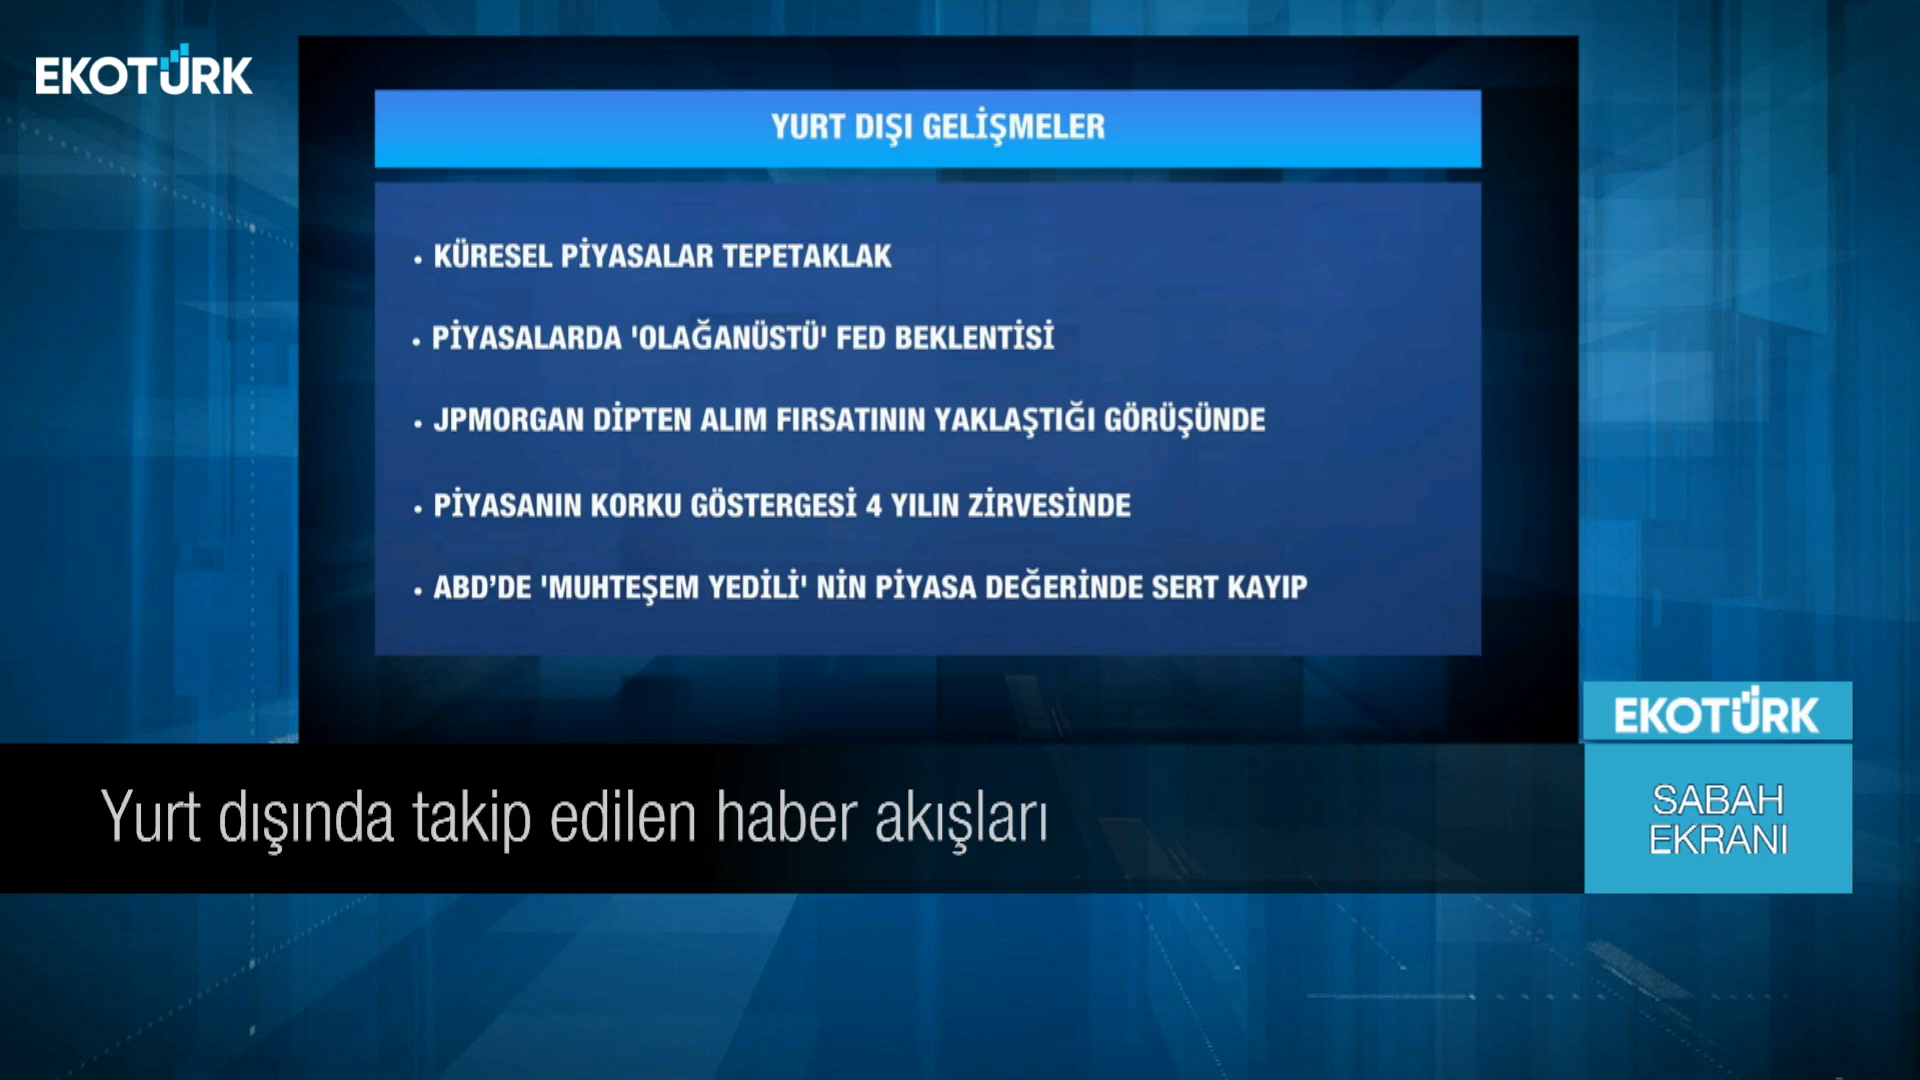 EKOTÜRK
YURT DIŞI GELİŞMELER
• KÜRESEL PİYASALAR TEPETAKLAK
• PİYASALARDA 'OLAĞANÜSTÜ' FED BEKLENTİSİ
• JPMORGAN DİPTEN ALIM FIRSATININ YAKLAŞTIĞI GÖRÜŞÜNDE
• PİYASANIN KORKU GÖSTERGESİ 4 YILIN ZİRVESİNDE
• ABD’DE 'MUHTEŞEM YEDİLİ' NİN PİYASA DEĞERİNDE SERT KAYIP
EKOTÜRK
Yurt dışında takip edilen haber akışları
SABAH
EKRANI